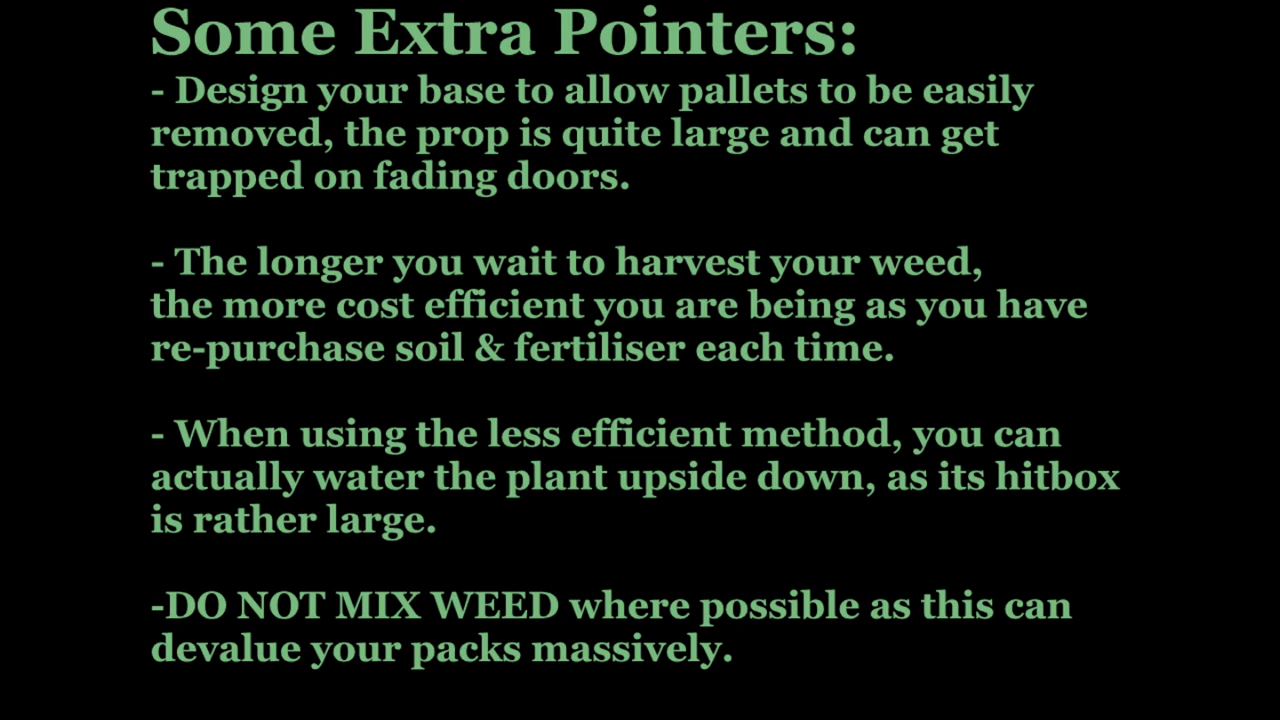 Some Extra Pointers:
- Design your base to allow pallets to be easily
removed, the prop is quite large and can get
trapped on fading doors.
- The longer you wait to harvest your weed,
the more cost efficient you are being as you have
re-purchase soil & fertiliser each time.
- When using the less efficient method, you can
actually water the plant upside down, as its hitbox
is rather large.
-DO NOT MIX WEED where possible as this can
devalue your packs massively.